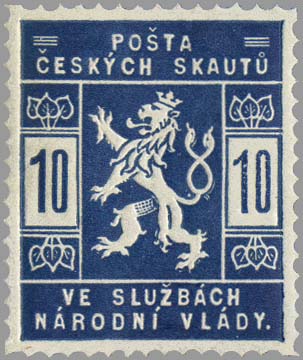 POŠTA
ČESKÝCH SKAUTŮ
10 10
VE SLUŽBÁCH
NÁRODNÍ VLÁDY.